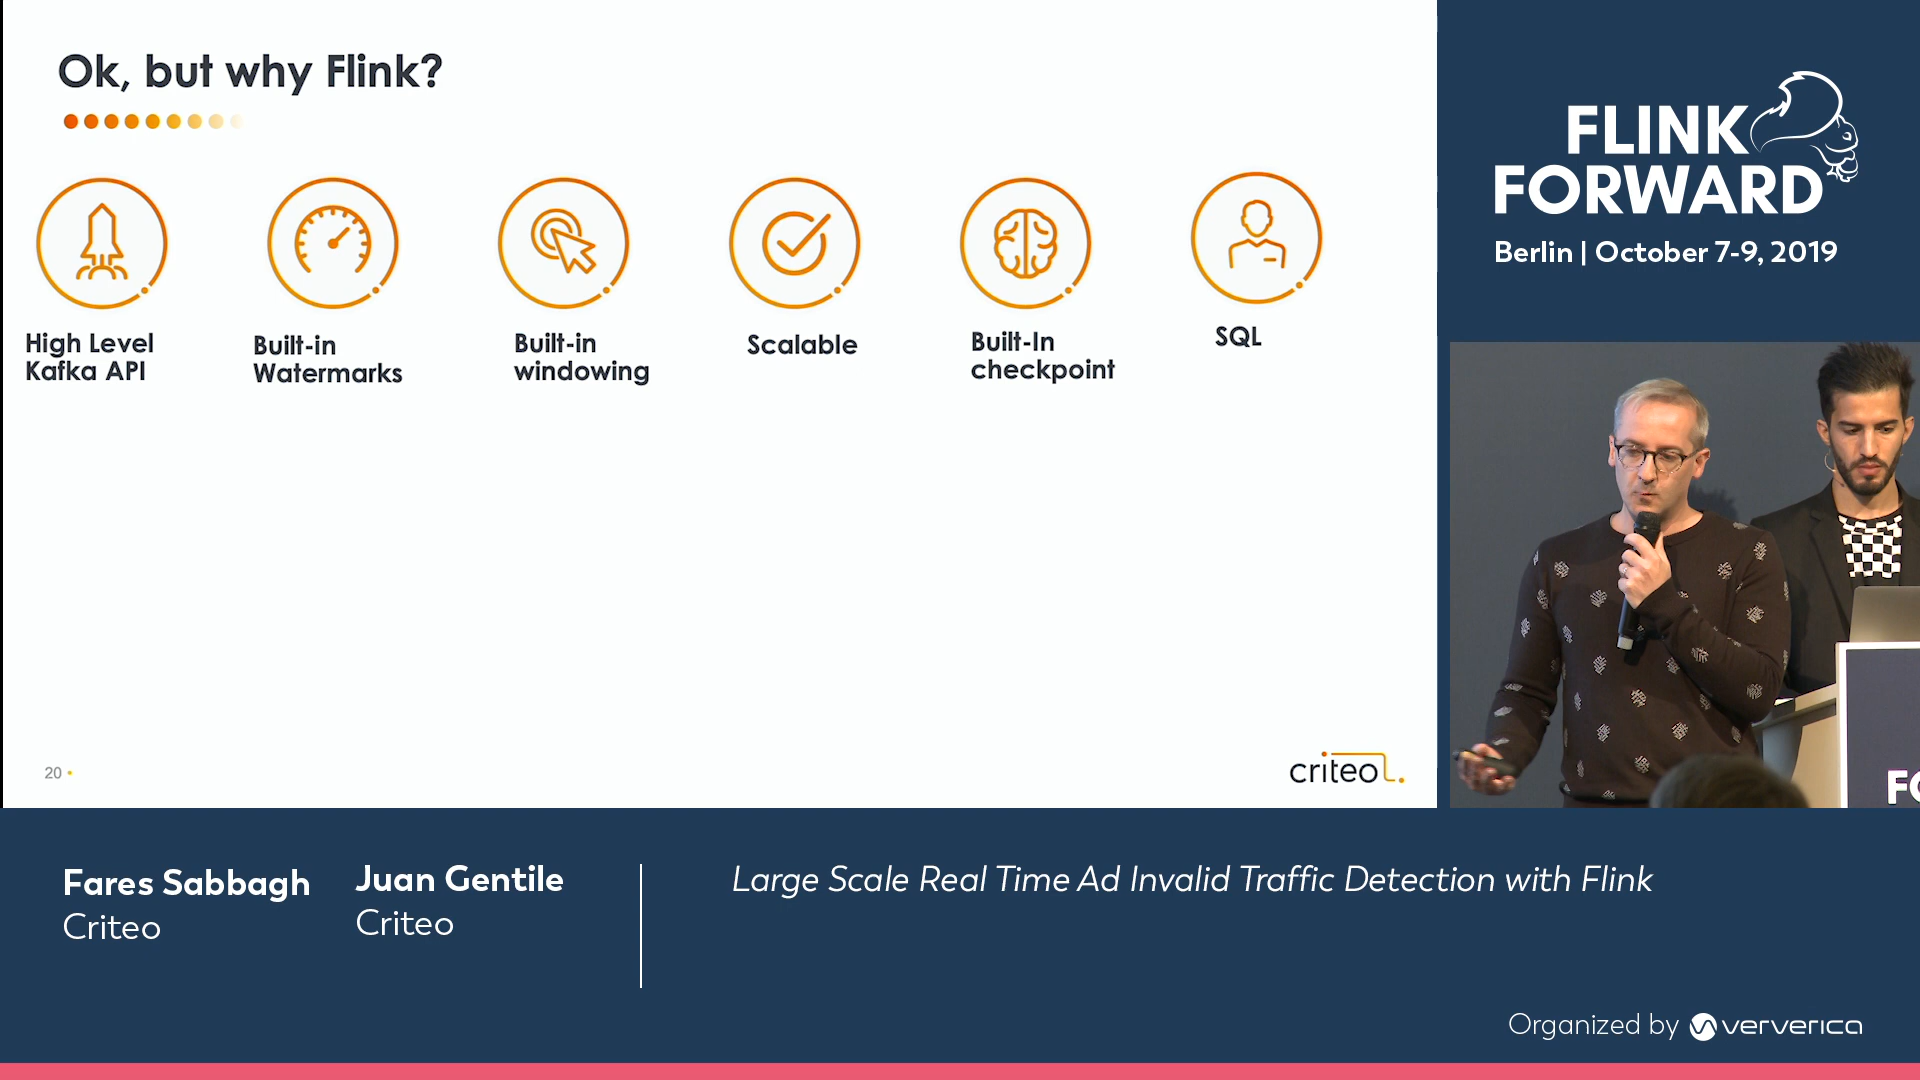 Ok, but why Flink?
High Level
Kafka API
Built-in
Watermarks
Built-in
windowing
Scalable
Built-In
checkpoint
SQL
20
criteo
FLINK
FORWARD
Berlin | October 7-9, 2019
FO
Fares Sabbagh
Criteo
Juan Gentile
Criteo
Large Scale Real Time Ad Invalid Traffic Detection with Flink
Organized by ververica